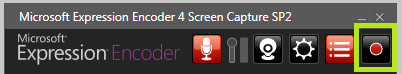 Microsoft Expression Encoder 4 Screen Capture SP2
Microsoft®
Expression Encoder